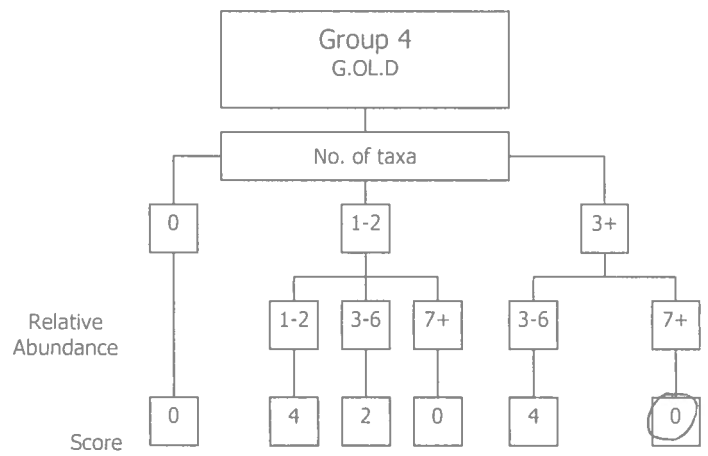 Group 4
G.OL.D
No. of taxa
0 1-2 3+
Relative
Abundance
1-2 3-6 7+ 3-6 7+
Score
0 4 2 0 4 0